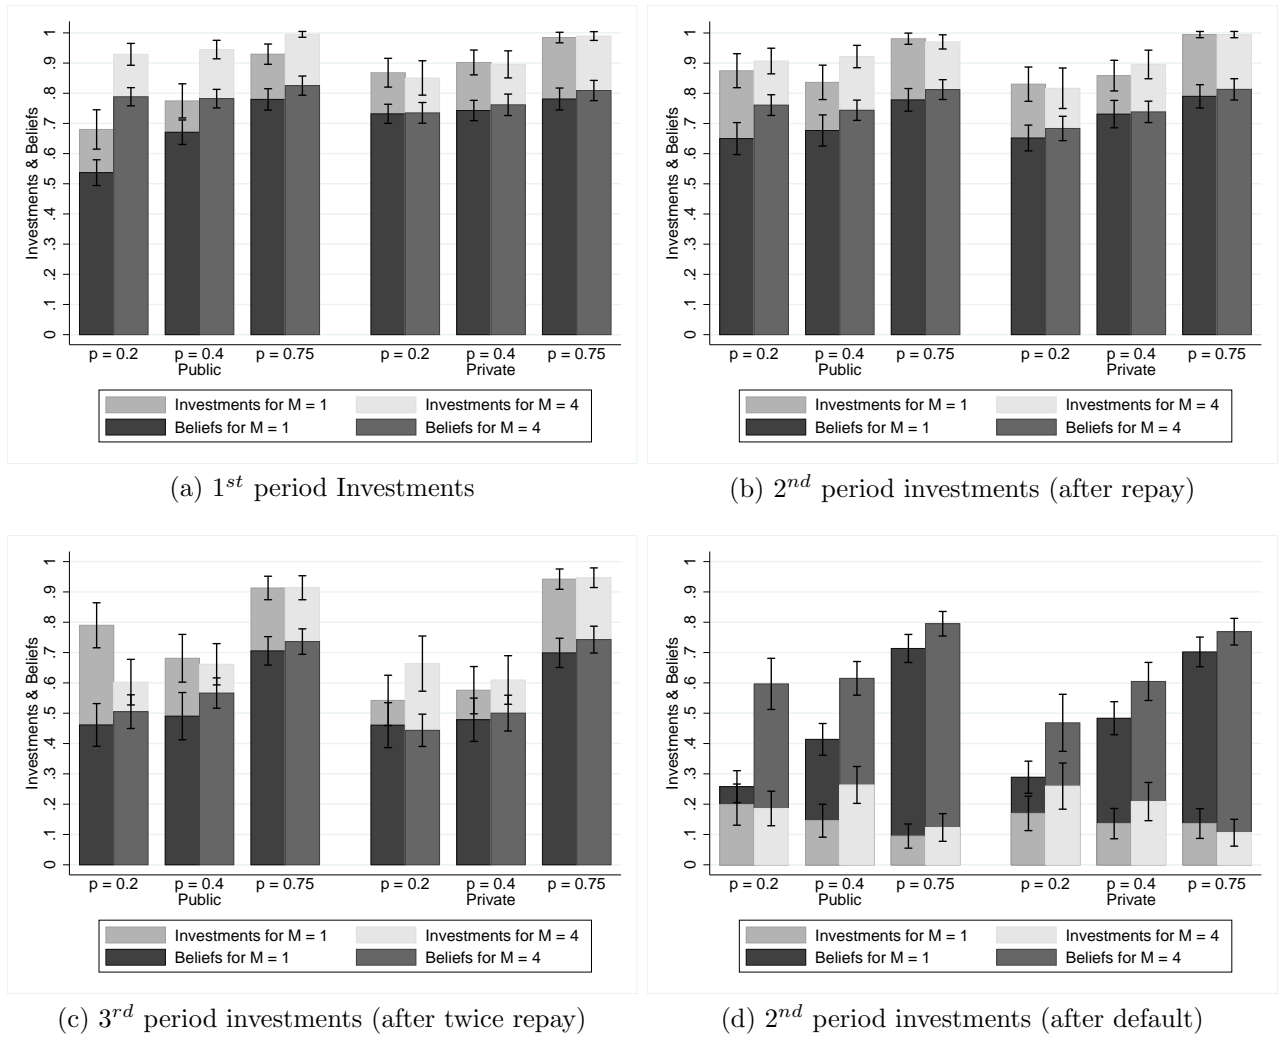 Investments & Beliefs
1
.9
.8
.7
.6
.5
.4
.3
.2
.1
0
p = 0.2 p = 0.4 p = 0.75 p = 0.2 p = 0.4 p = 0.75
Public Private
Investments for M = 1 Investments for M = 4
Beliefs for M = 1 Beliefs for M = 4
(a) 1st period Investments
Investments & Beliefs
1
.9
.8
.7
.6
.5
.4
.3
.2
.1
0
p = 0.2 p = 0.4 p = 0.75 p = 0.2 p = 0.4 p = 0.75
Public Private
Investments for M = 1 Investments for M = 4
Beliefs for M = 1 Beliefs for M = 4
(b) 2nd period investments (after repay)
Investments & Beliefs
1
.9
.8
.7
.6
.5
.4
.3
.2
.1
0
p = 0.2 p = 0.4 p = 0.75 p = 0.2 p = 0.4 p = 0.75
Public Private
Investments for M = 1 Investments for M = 4
Beliefs for M = 1 Beliefs for M = 4
(c) 3rd period investments (after twice repay)
Investments & Beliefs
1
.9
.8
.7
.6
.5
.4
.3
.2
.1
0
p = 0.2 p = 0.4 p = 0.75 p = 0.2 p = 0.4 p = 0.75
Public Private
Investments for M = 1 Investments for M = 4
Beliefs for M = 1 Beliefs for M = 4
(d) 2nd period investments (after default)